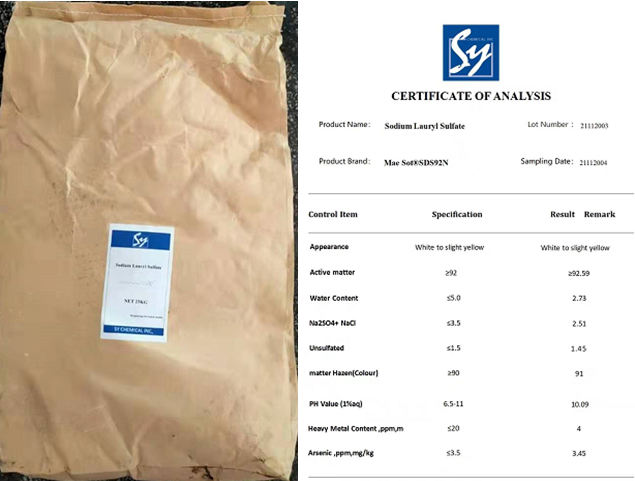 Sy
Sodium Lauryl Sulfate
NET 25KG
SY CHEMICAL INC,
Sy
CHEMICAL INC
CERTIFICATE OF ANALYSIS
Product Name: Sodium Lauryl Sulfate Lot Number : 21112003
Product Brand: Mae Sot®SDS92N Sampling Date: 21112004
Control Item Specification Result Remark
Appearance White to slight yellow White to slight yellow
Active matter ≥92 ≥92.59
Water Content ≤5.0 2.73
Na25O4+ NaCl ≤3.5 2.51
Unsulfated ≤1.5 1.45
matter Hazen(Colour) ≥90 91
PH Value (1%aq) 6.5-11 10.09
Heavy Metal Content ,ppm,m ≤20 4
Arsenic ,ppm,mg/kg ≤3.5 3.45